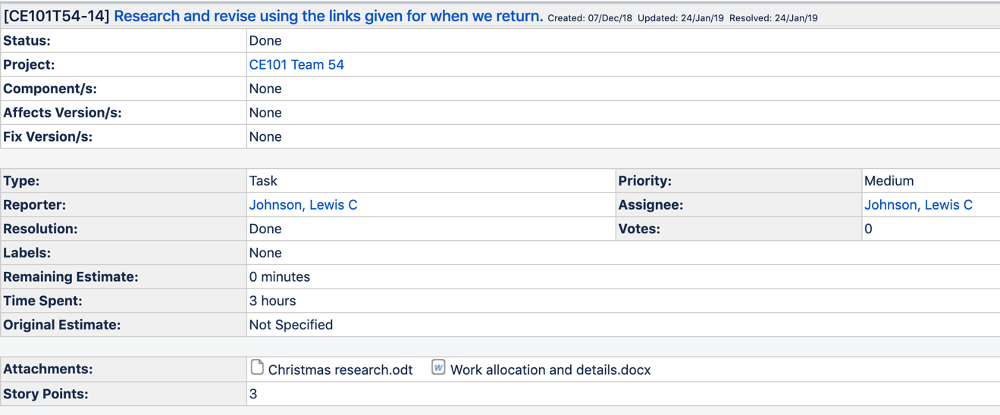 [CE101T54-14] Research and revise using the links given for when we return. Created: 07/Dec/18 Updated: 24/Jan/19 Resolved: 24/Jan/19
Status: Done
Project: CE101 Team 54
Component/s: None
Affects Version/s: None
Fix Version/s: None
Type: Task Priority: Medium
Reporter: Johnson, Lewis C Assignee: Johnson, Lewis C
Resolution: Done Votes: 0
Labels: None
Remaining Estimate: 0 minutes
Time Spent: 3 hours
Original Estimate: Not Specified
Attachments: Christmas research.odt Work allocation and details.docx
Story Points: 3